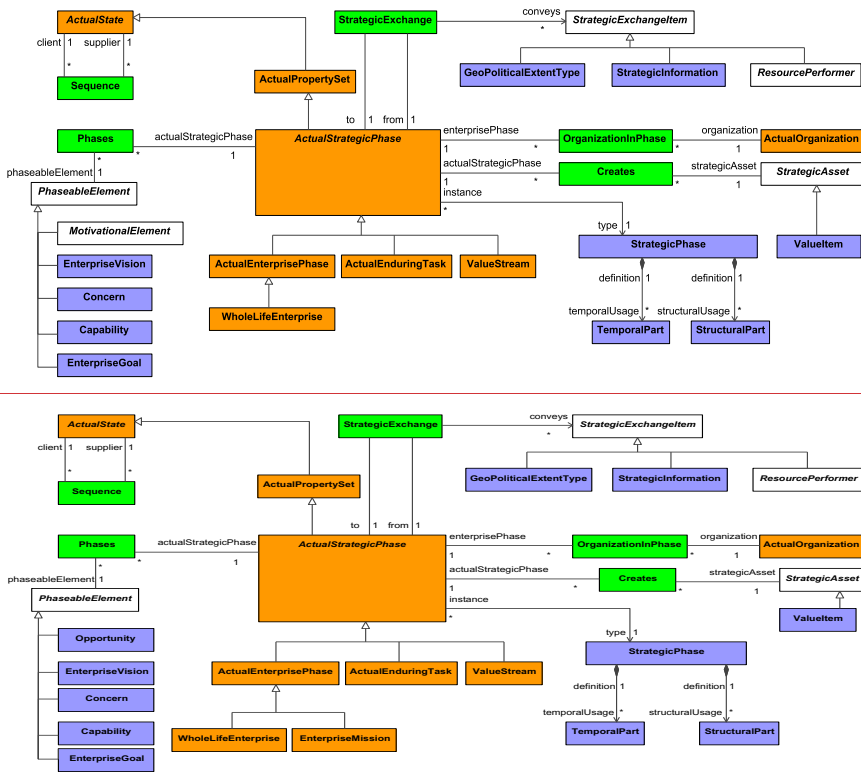 conveys
ActualState
StrategicExchange
StrategicExchangeItem
*
client 1 supplier 1
* *
Sequence
ActualPropertySet
GeoPoliticalExtentType
StrategicInformation
ResourcePerformer
to 1 from 1
Phases
actualStrategicPhase
* 1
ActualStrategicPhase
enterprisePhase
1 *
OrganizationInPhase
organization
* 1
ActualOrganization
*
phaseableElement 1
actualStrategicPhase
1 *
Creates
strategicAsset
* 1
StrategicAsset
PhaseableElement
instance
*
MotivationalElement
type 1
StrategicPhase
ValueItem
EnterpriseVision
ActualEnterprisePhase
ActualEnduringTask
ValueStream
definition 1 definition 1
Concern
WholeLifeEnterprise
temporalUsage * structuralUsage *
Capability
TemporalPart
StructuralPart
EnterpriseGoal
conveys
ActualState
StrategicExchange
StrategicExchangeItem
*
client 1 supplier 1
* *
Sequence
ActualPropertySet
GeoPoliticalExtentType
StrategicInformation
ResourcePerformer
to 1 from 1
Phases
actualStrategicPhase
* 1
ActualStrategicPhase
enterprisePhase
1 *
OrganizationInPhase
organization
* 1
ActualOrganization
*
phaseableElement 1
actualStrategicPhase
1 *
Creates
strategicAsset
* 1
StrategicAsset
PhaseableElement
instance
*
ValueItem
Opportunity
type 1
StrategicPhase
EnterpriseVision
ActualEnterprisePhase
ActualEnduringTask
ValueStream
definition 1 definition 1
Concern
temporalUsage * structuralUsage *
Capability
WholeLifeEnterprise
EnterpriseMission
TemporalPart
StructuralPart
EnterpriseGoal